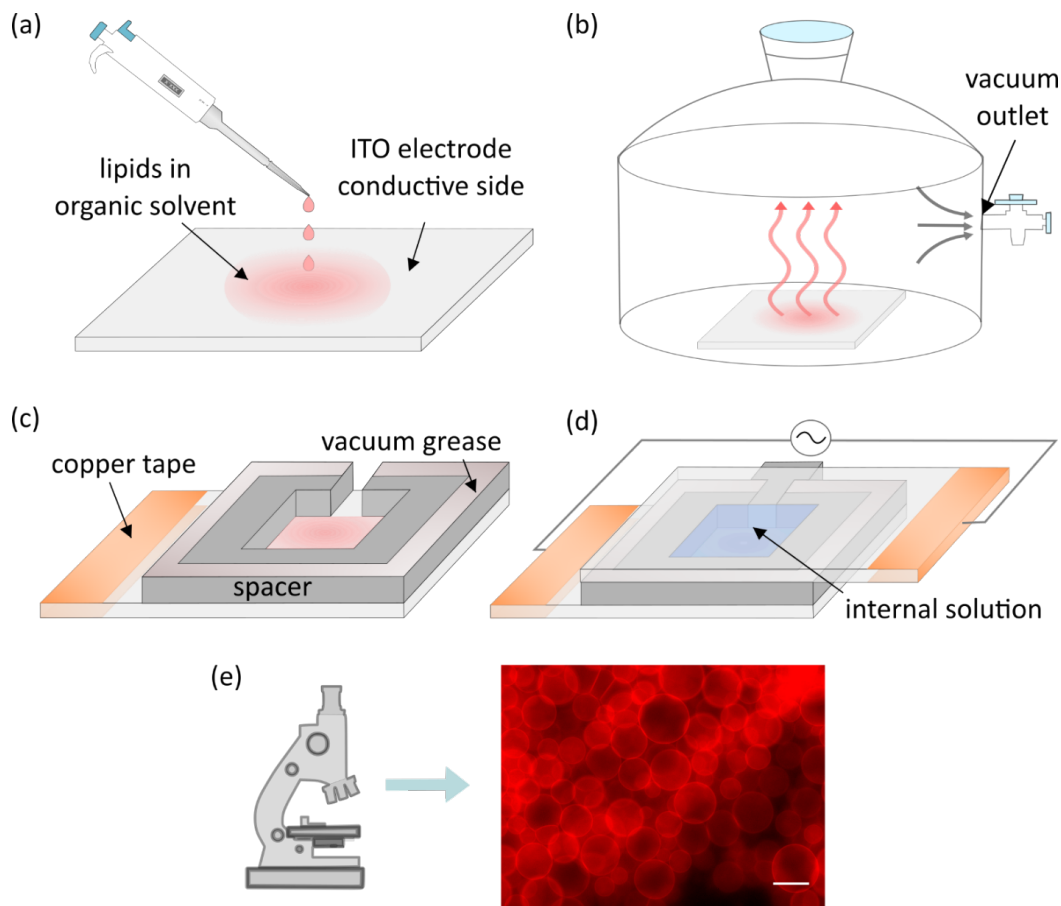 (a)
lipids in
organic solvent
ITO electrode
conductive side
(b)
vacuum
outlet
(c)
copper tape
vacuum grease
spacer
(d)
internal solution
(e)